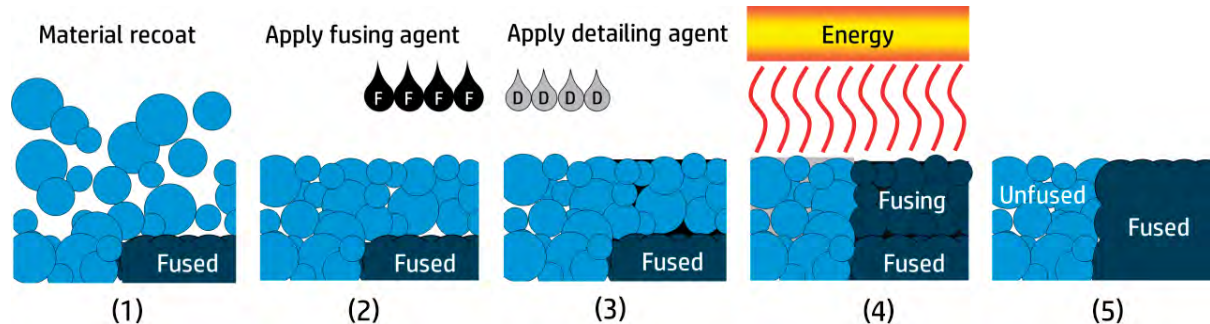 Material recoat
Apply fusing agent
Apply detailing agent
Energy
F F F F
D D D D
Fused
Fused
Fused
Fusing
Fused
Unfused
Fused
(1)
(2)
(3)
(4)
(5)